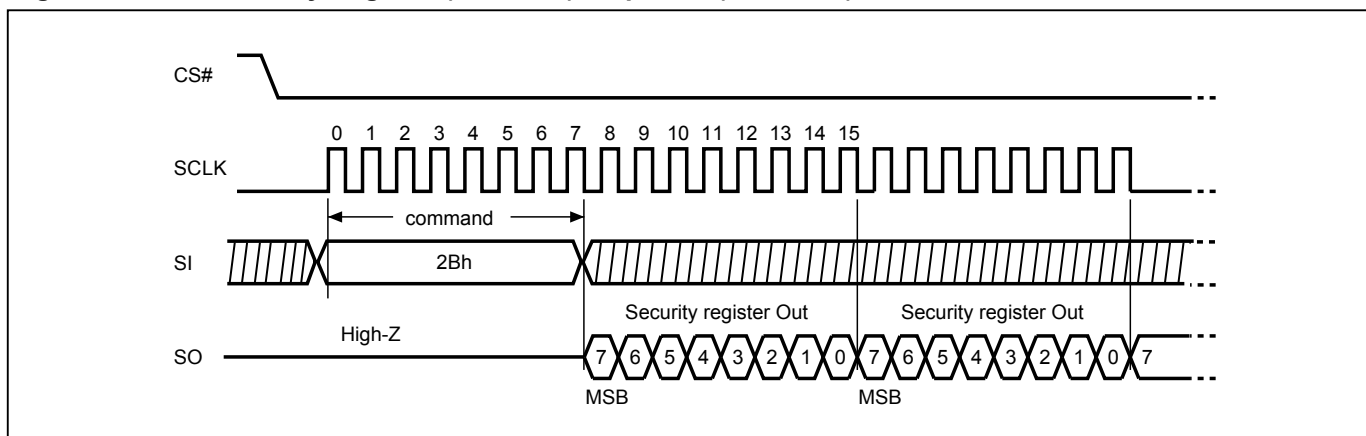 CS#
0 1 2 3 4 5 6 7 8 9 10 11 12 13 14 15
SCLK
command
SI
2Bh
Security register Out Security register Out
High-Z
SO
7 6 5 4 3 2 1 0 7 6 5 4 3 2 1 0 7
MSB MSB